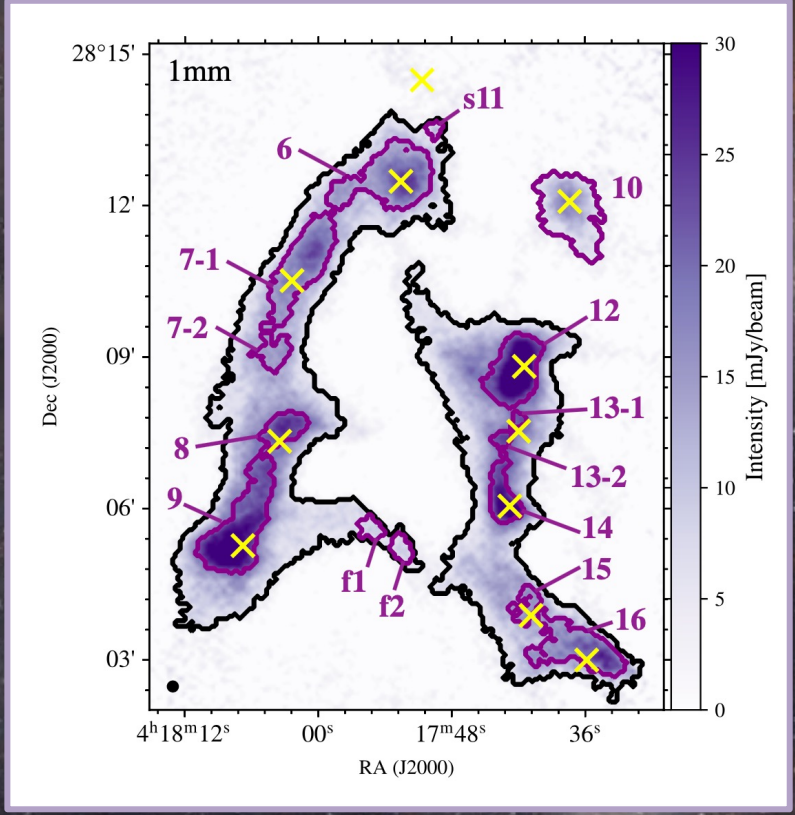 28°15'
1mm
s11
6
10
12'
7-1
12
7-2
09'
13-1
8
13-2
9
06'
14
15
f1
f2
16
03'
4ʰ18ᵐ12ˢ
00ˢ
17ᵐ48ˢ
36ˢ
RA (J2000)
Dec (J2000)
30
25
20
15
10
5
0
Intensity [mJy/beam]